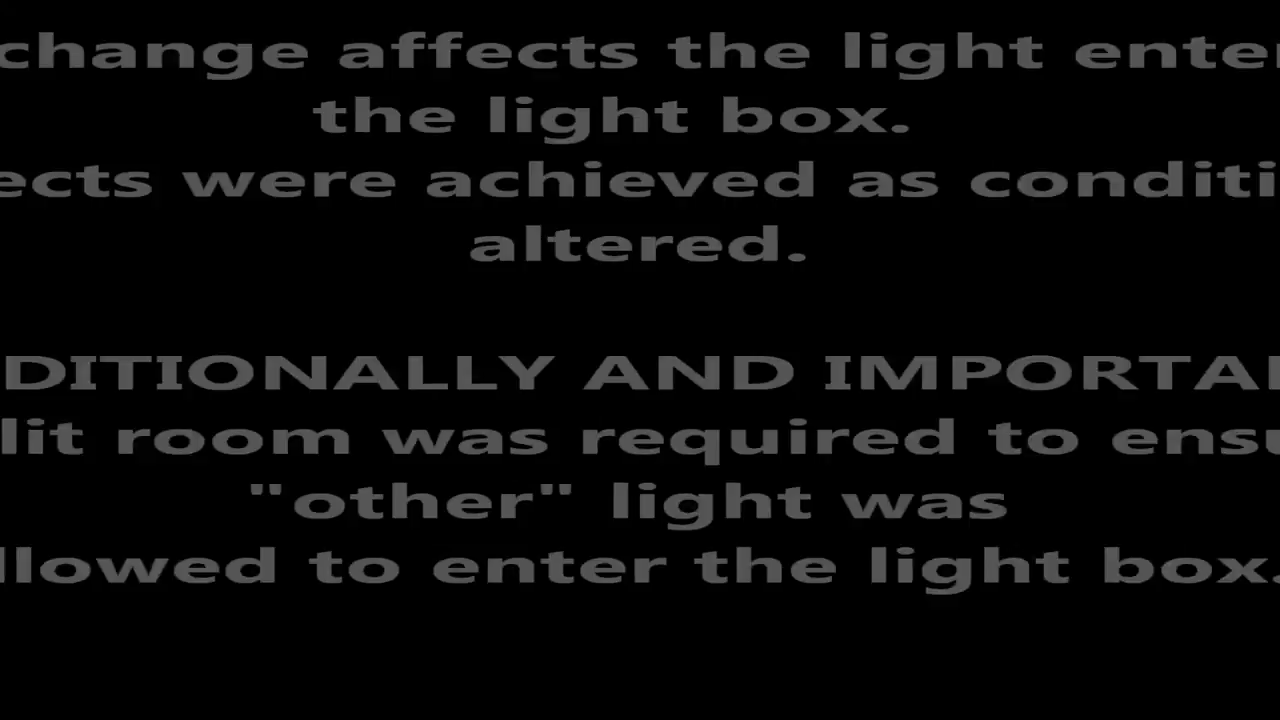 change affects the light enter
the light box.
ects were achieved as conditi
altered.
DITIONALLY AND IMPORTA
lit room was required to ensu
"other" light was
llowed to enter the light box.